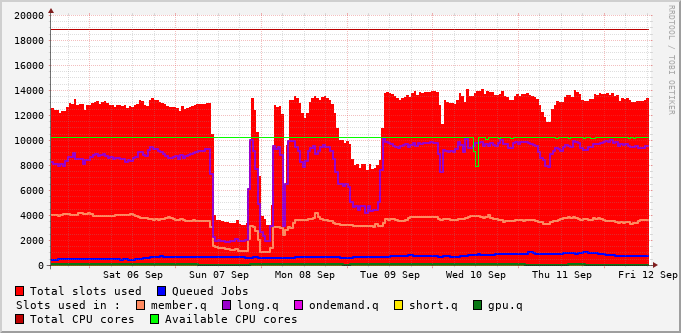 20000
18000
16000
14000
12000
10000
8000
6000
4000
2000
0
Sat 06 Sep Sun 07 Sep Mon 08 Sep Tue 09 Sep Wed 10 Sep Thu 11 Sep Fri 12 Sep
RRDTOOL / TOBI OETIKER
Total slots used Queued Jobs
Slots used in : member.q long.q ondemand.q short.q gpu.q
Total CPU cores Available CPU cores